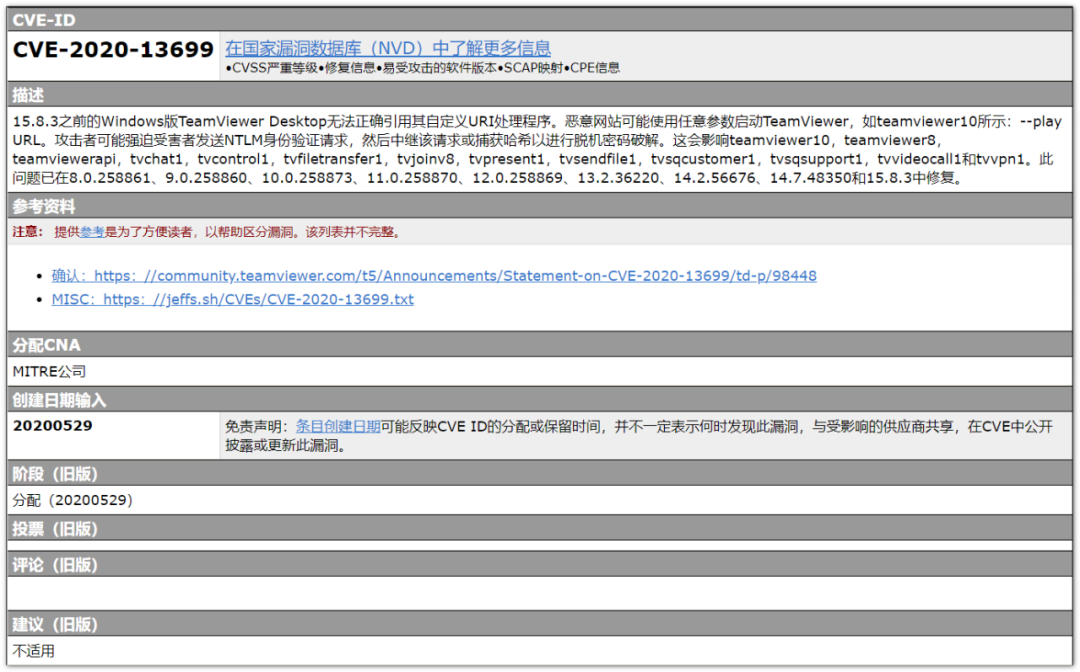 CVE-ID
CVE-2020-13699
在国家漏洞数据库（NVD）中了解更多信息
•CVSS严重等级•修复信息•易受攻击的软件版本•SCAP映射•CPE信息
描述
15.8.3之前的Windows版TeamViewer Desktop无法正确引用其自定义URI处理程序。恶意网站可能使用任意参数启动TeamViewer，如teamviewer10所示：--play
URL。攻击者可能强迫受害者发送NTLM身份验证请求，然后中继该请求或捕获哈希以进行脱机密码破解。这会影响teamviewer10，teamviewer8，
teamviewerapi，tvchat1，tvcontrol1，tvfiletransfer1，tvjoinv8，tvpresent1，tvsendfile1，tvsqcustomer1，tvsqsupport1，tvvideocall1和tvvpn1。此
问题已在8.0.258861、9.0.258860、10.0.258873、11.0.258870、12.0.258869、13.2.36220、14.2.56676、14.7.48350和15.8.3中修复。
参考资料
注意： 提供参考是为了方便读者，以帮助区分漏洞。该列表并不完整。
• 确认：https：//community.teamviewer.com/t5/Announcements/Statement-on-CVE-2020-13699/td-p/98448
• MISC：https：//jeffs.sh/CVEs/CVE-2020-13699.txt
分配CNA
MITRE公司
创建日期输入
20200529
免责声明：条目创建日期可能反映CVE ID的分配或保留时间，并不一定表示何时发现此漏洞，与受影响的供应商共享，在CVE中公开
披露或更新此漏洞。
阶段（旧版）
分配（20200529）
投票（旧版）
评论（旧版）
建议（旧版）
不适用